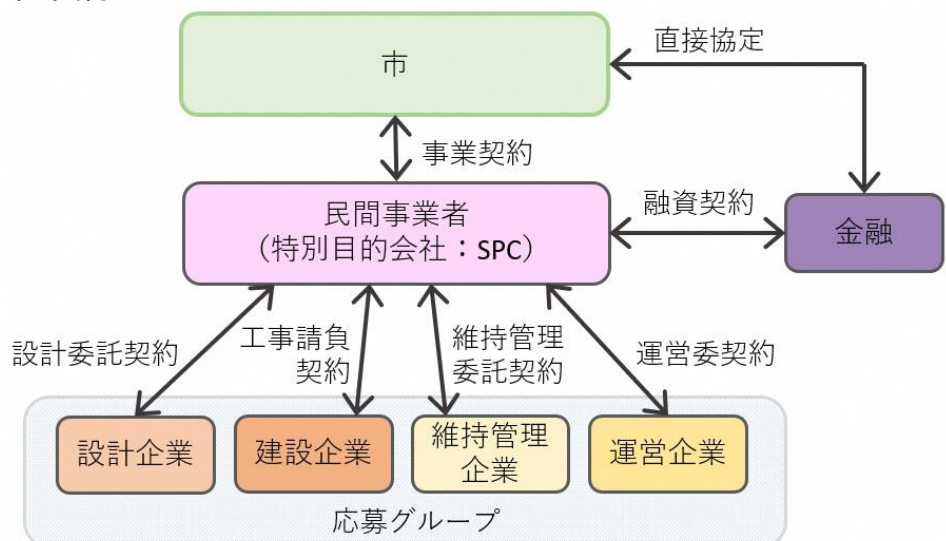 市
直接協定
事業契約
民間事業者
（特別目的会社：SPC）
融資契約
金融
設計委託契約
工事請負
契約
維持管理
委託契約
運営委契約
設計企業
建設企業
維持管理
企業
運営企業
応募グループ